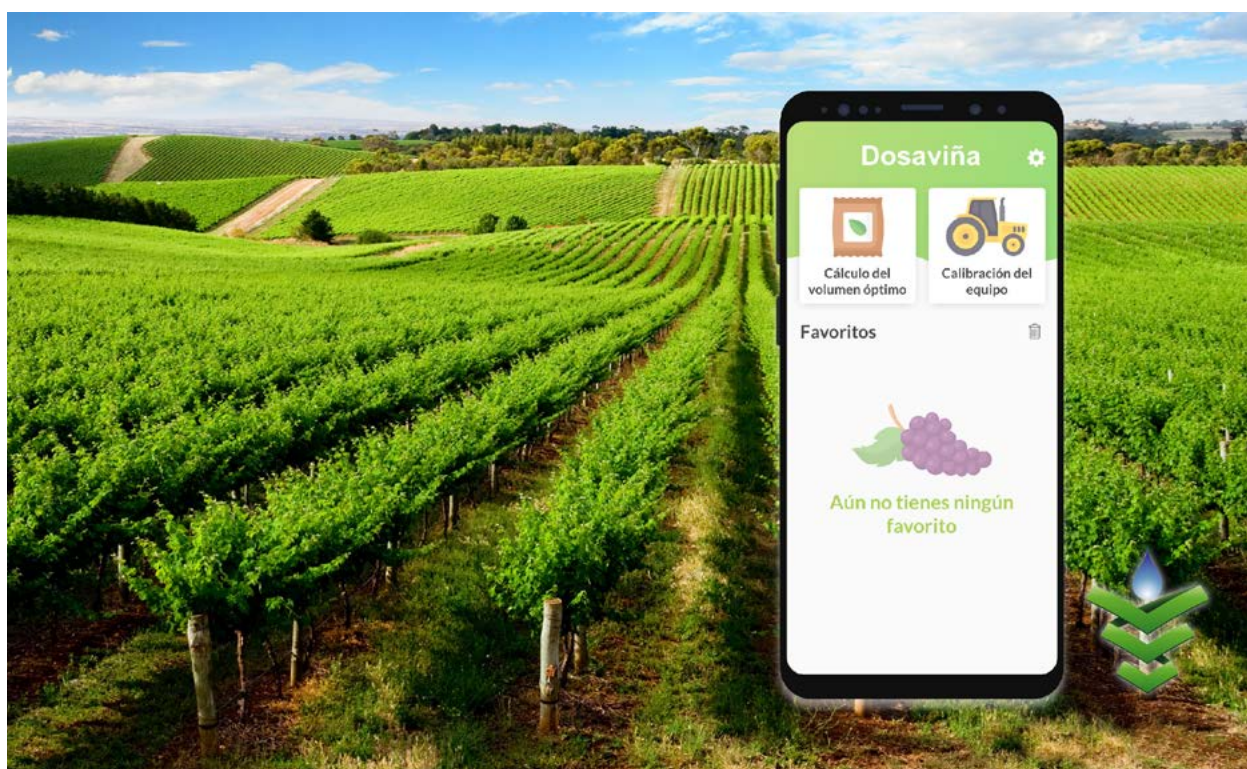 Dosaviña
Cálculo del
volumen óptimo
Calibración del
equipo
Favoritos
Aún no tienes ningún
favorito